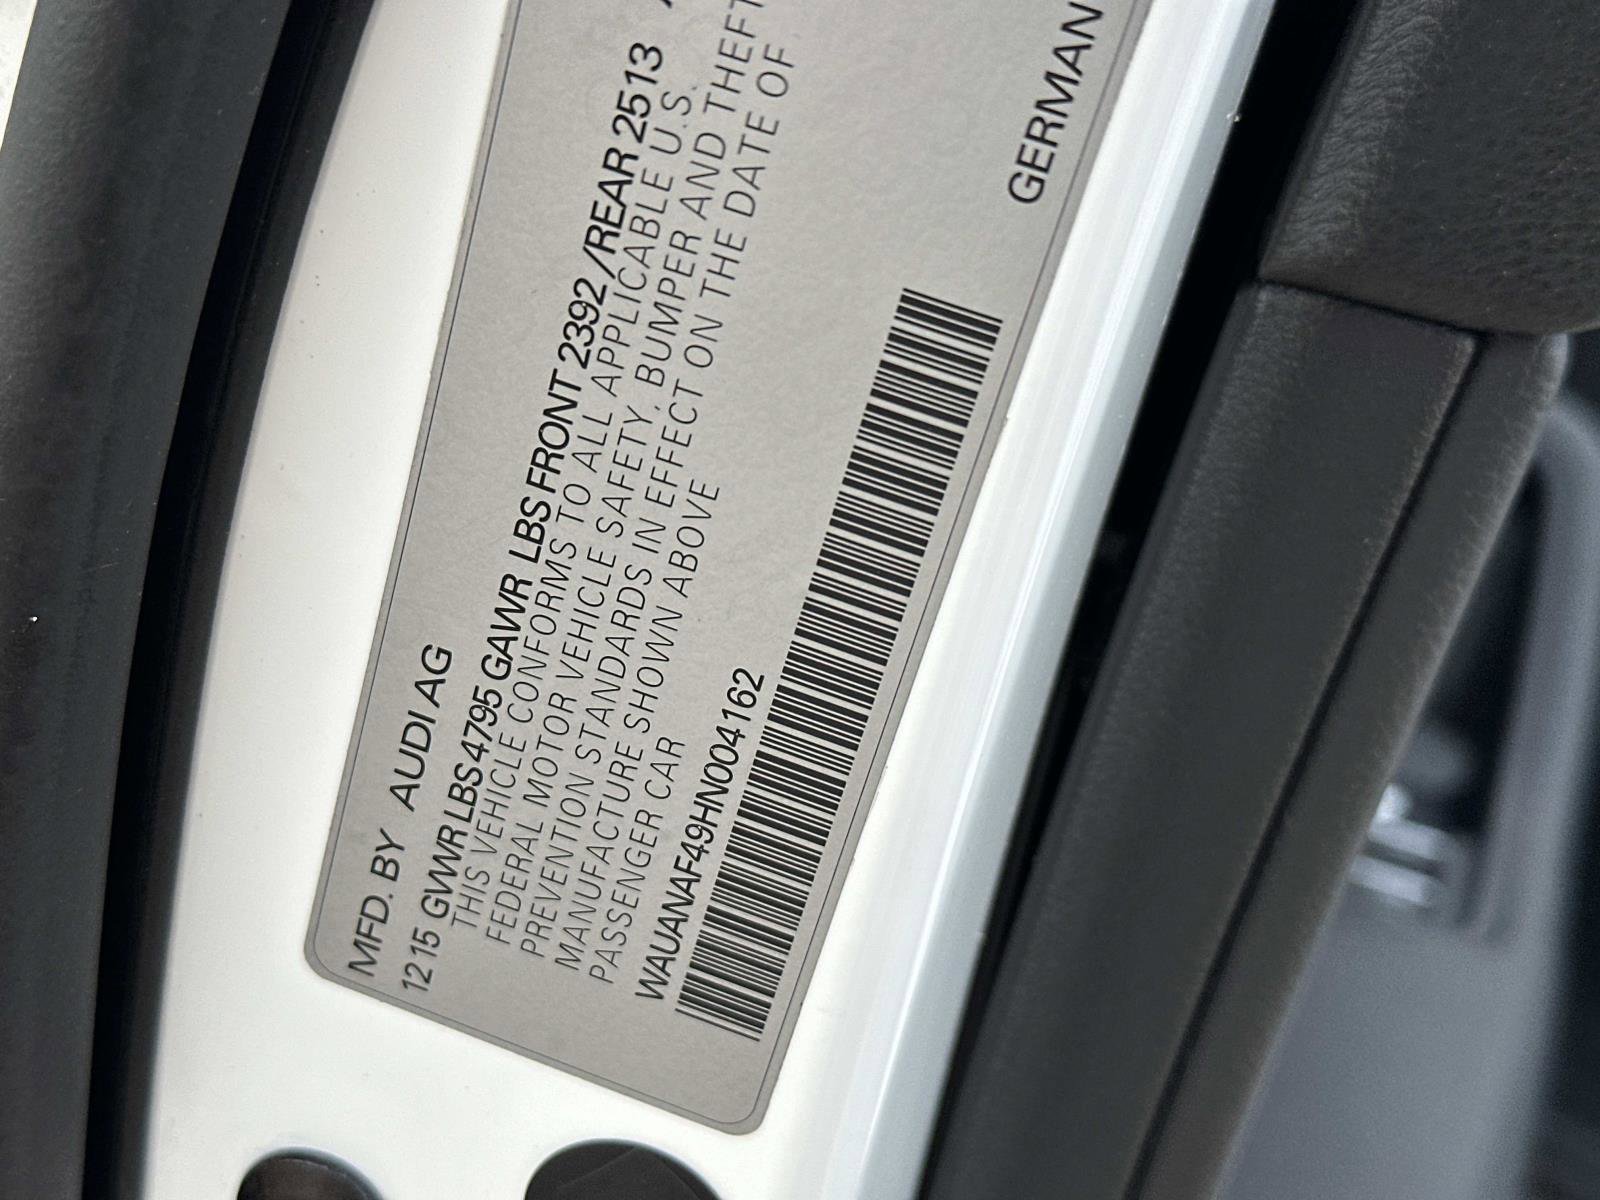 MFD. BY AUDI AG
12 15 GVWR LBS 4795 GAWR LBS FRONT 2392 /REAR 2513
THIS VEHICLE CONFORMS TO ALL APPLICABLE U.S.
FEDERAL MOTOR VEHICLE SAFETY, BUMPER AND THEFT
PREVENTION STANDARDS IN EFFECT ON THE DATE OF
MANUFACTURE SHOWN ABOVE
PASSENGER CAR
WAUANAF49HN004162
GERMAN